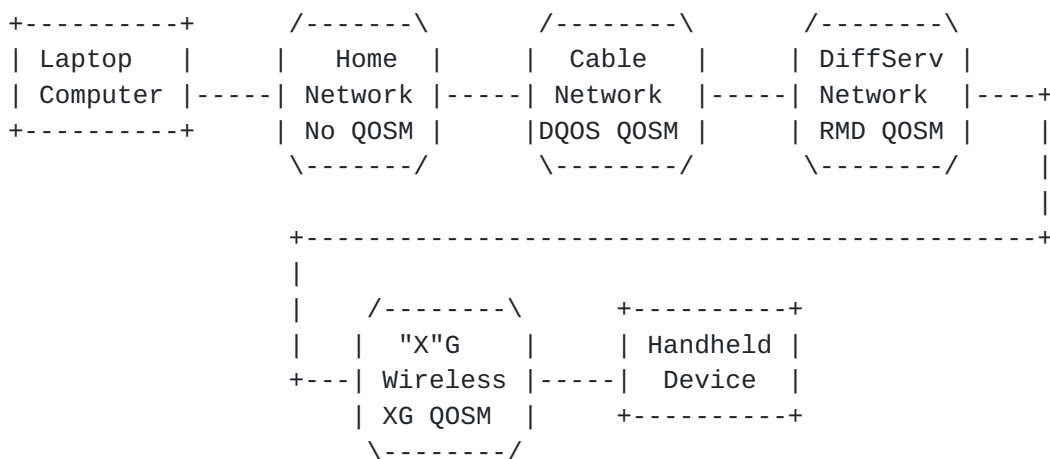 +----------+      /-------\       /--------\       /--------\
| Laptop   |     |   Home  |     |  Cable   |     | DiffServ |
| Computer |-----| Network |-----| Network  |-----| Network  |----+
+----------+     | No QOSM |     |DQOS QOSM |     | RMD QOSM |    |
                  \-------/       \--------/       \--------/     |
                                                                  |
                  +-----------------------------------------------+
                  |
                  |    /--------\      +----------+
                  |   |  "X"G    |     | Handheld |
                  +---| Wireless |-----|  Device  |
                      | XG QOSM  |     +----------+
                       \--------/